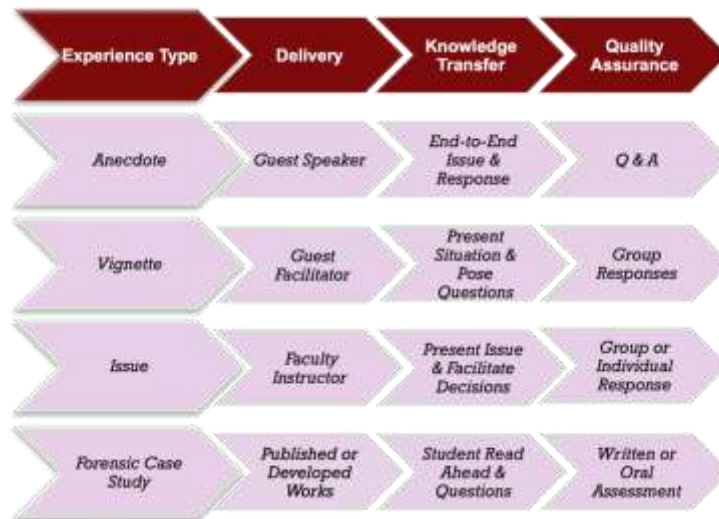 Experience Type
Delivery
Knowledge
Transfer
Quality
Assurance
Anecdote
Guest Speaker
End-to-End
Issue &
Response
Q & A
Vignette
Guest
Facilitator
Present
Situation &
Pose
Questions
Group
Responses
Issue
Faculty
Instructor
Present Issue
& Facilitate
Decisions
Group or
Individual
Response
Forensic Case
Study
Published or
Developed
Works
Student Read
Ahead &
Questions
Written or
Oral
Assessment